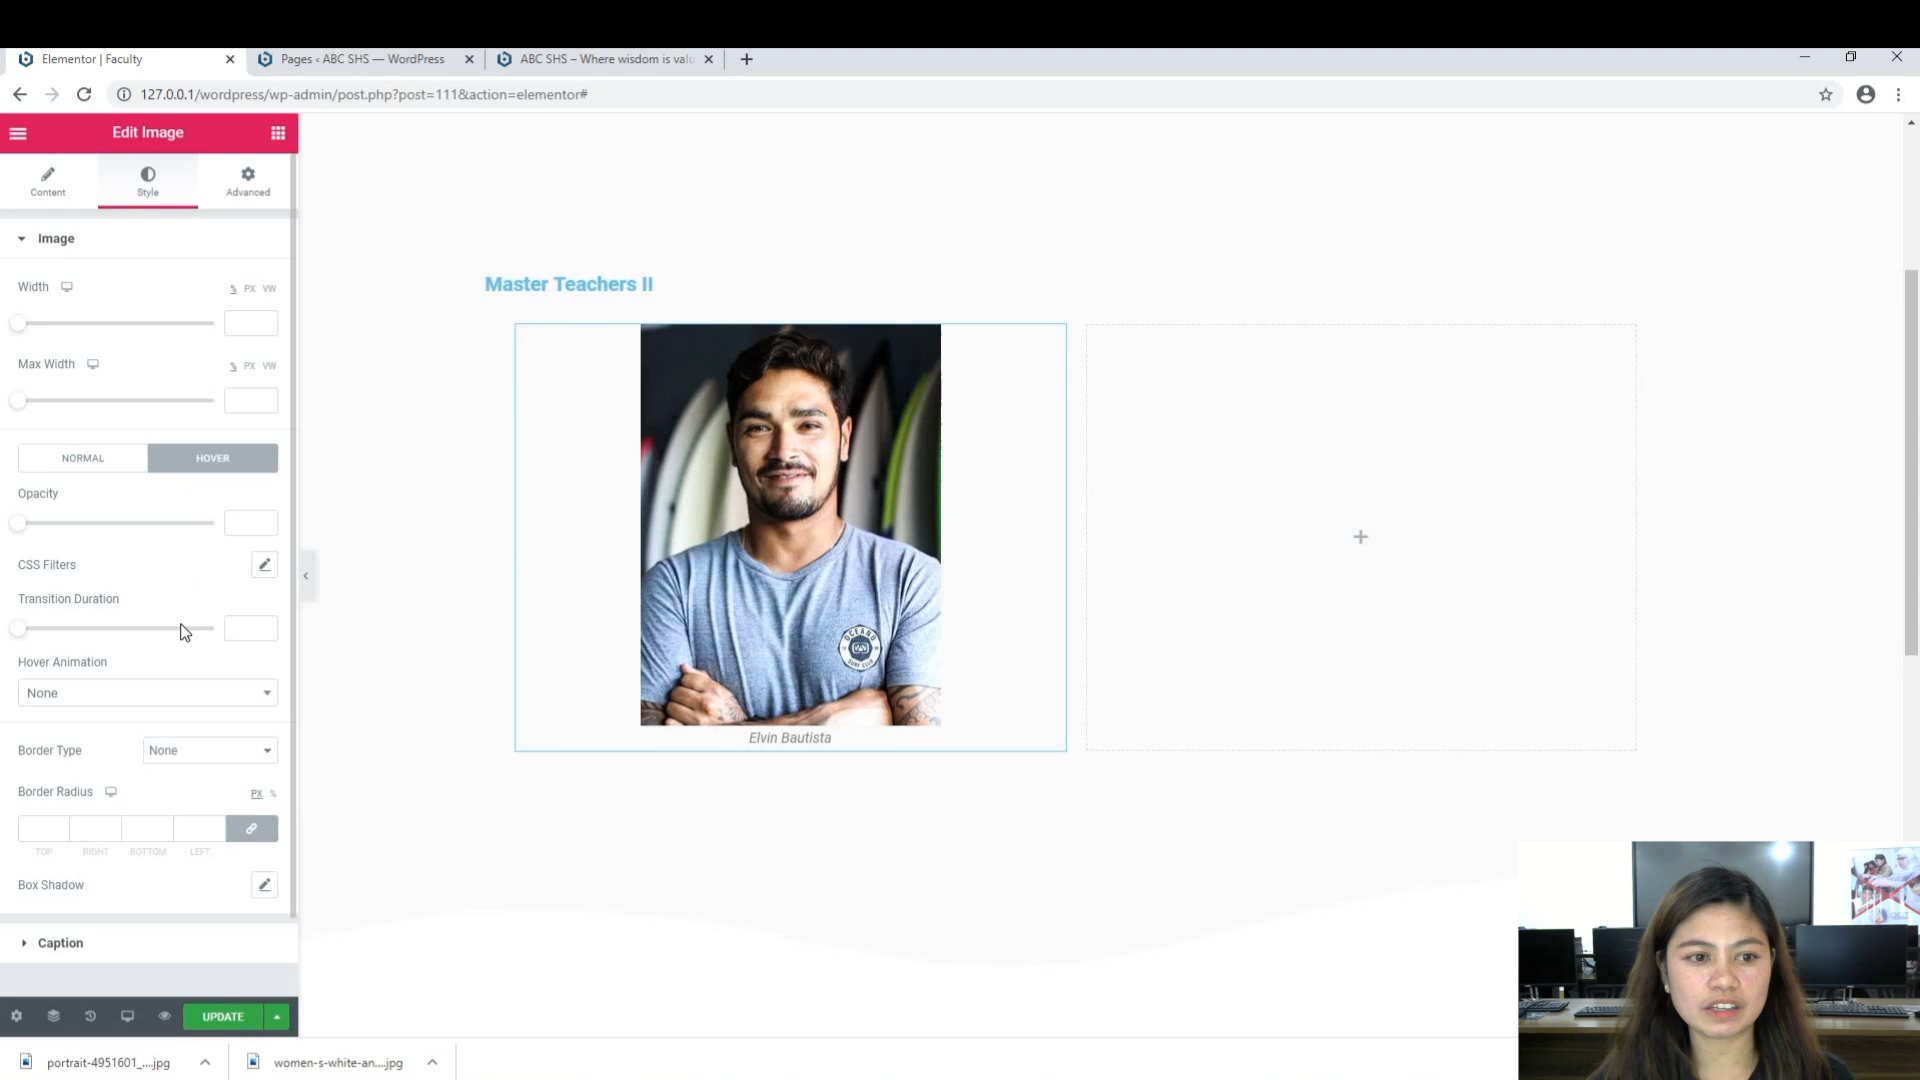 Elementor | Faculty
Pages ‹ ABC SHS — WordPress
ABC SHS – Where wisdom is valu
127.0.0.1/wordpress/wp-admin/post.php?post=111&action=elementor#
Edit Image
Content
Style
Advanced
Image
Width
% PX VW
Max Width
% PX VW
NORMAL
HOVER
Opacity
CSS Filters
Transition Duration
Hover Animation
None
Border Type
None
Border Radius
PX %
TOP RIGHT BOTTOM LEFT
Box Shadow
Caption
UPDATE
Master Teachers II
OCEANO
SURF CLUB
Elvin Bautista
portrait-4951601_....jpg
women-s-white-an....jpg